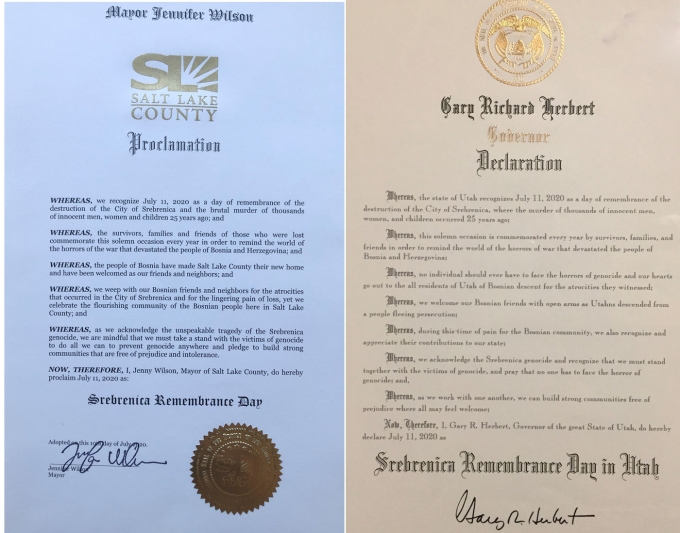 Mayor Jennifer Wilson
SL
SALT LAKE
COUNTY
Proclamation
WHEREAS, we recognize July 11, 2020 as a day of remembrance of the
destruction of the City of Srebrenica and the brutal murder of thousands
of innocent men, women and children 25 years ago; and
WHEREAS, the survivors, families and friends of those who were lost
commemorate this solemn occasion every year in order to remind the world of
the horrors of the war that devastated the people of Bosnia and Herzegovina; and
WHEREAS, the people of Bosnia have made Salt Lake County their new home
and have been welcomed as our friends and neighbors; and
WHEREAS, we weep with our Bosnian friends and neighbors for the atrocities
that occurred in the City of Srebrenica and for the lingering pain of loss, yet we
celebrate the flourishing community of the Bosnian people here in Salt Lake
County; and
WHEREAS, as we acknowledge the unspeakable tragedy of the Srebrenica
genocide, we are mindful that we must take a stand with the victims of genocide
to do all we can to prevent genocide anywhere and pledge to build strong
communities that are free of prejudice and intolerance.
NOW, THEREFORE, I, Jenny Wilson, Mayor of Salt Lake County, do hereby
proclaim July 11, 2020 as:
Srebrenica Remembrance Day
Adopted on this 10th day of July 2020.
Jennifer Wilson
Mayor
Gary Richard Herbert
Governor
Declaration
Whereas, the state of Utah recognizes July 11, 2020 as a day of remembrance of the
destruction of the City of Srebrenica, where the murder of thousands of innocent men,
women, and children occurred 25 years ago;
Whereas, this solemn occasion is commemorated every year by survivors, families, and
friends in order to remind the world of the horrors of war that devastated the people of
Bosnia and Herzegovina;
Whereas, no individual should ever have to face the horrors of genocide and our hearts
go out to the all residents of Utah of Bosnian descent for the atrocities they witnessed;
Whereas, we welcome our Bosnian friends with open arms as Utahns descended from
a people fleeing persecution;
Whereas, during this time of pain for the Bosnian community, we also recognize and
appreciate their contributions to our state;
Whereas, we acknowledge the Srebrenica genocide and recognize that we must stand
together with the victims of genocide, and pray that no one has to face the horror of
genocide; and,
Whereas, as we work with one another, we can build strong communities free of
prejudice where all may feel welcome;
Now, Therefore, I, Gary R. Herbert, Governor of the great State of Utah, do hereby
declare July 11, 2020 as
Srebrenica Remembrance Day in Utah
Gary R. Herbert